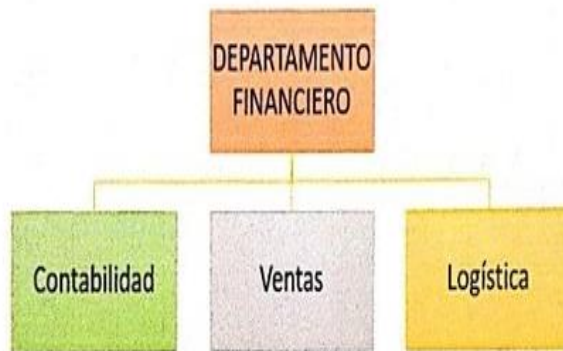 DEPARTAMENTO
FINANCIERO
Contabilidad
Ventas
Logística